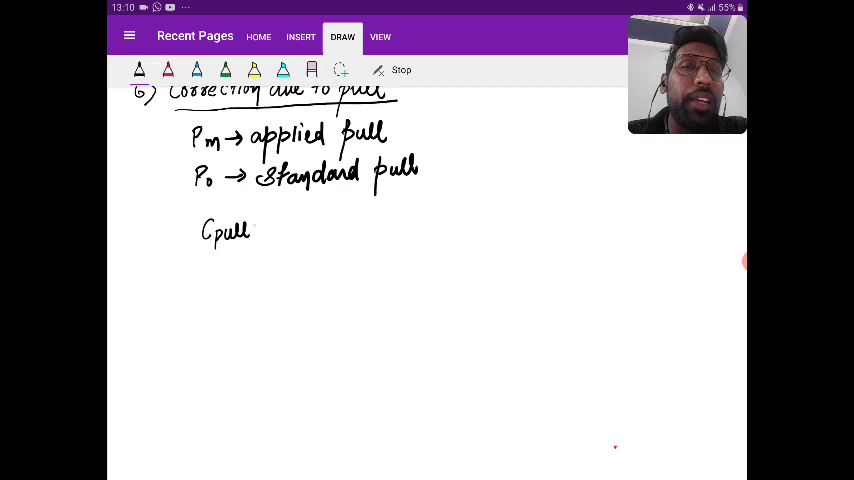 13:10 ... 55%
Recent Pages HOME INSERT DRAW VIEW
Stop
6) Correction due to pull
Pm → applied pull
P0 → Standard pull
Cpull